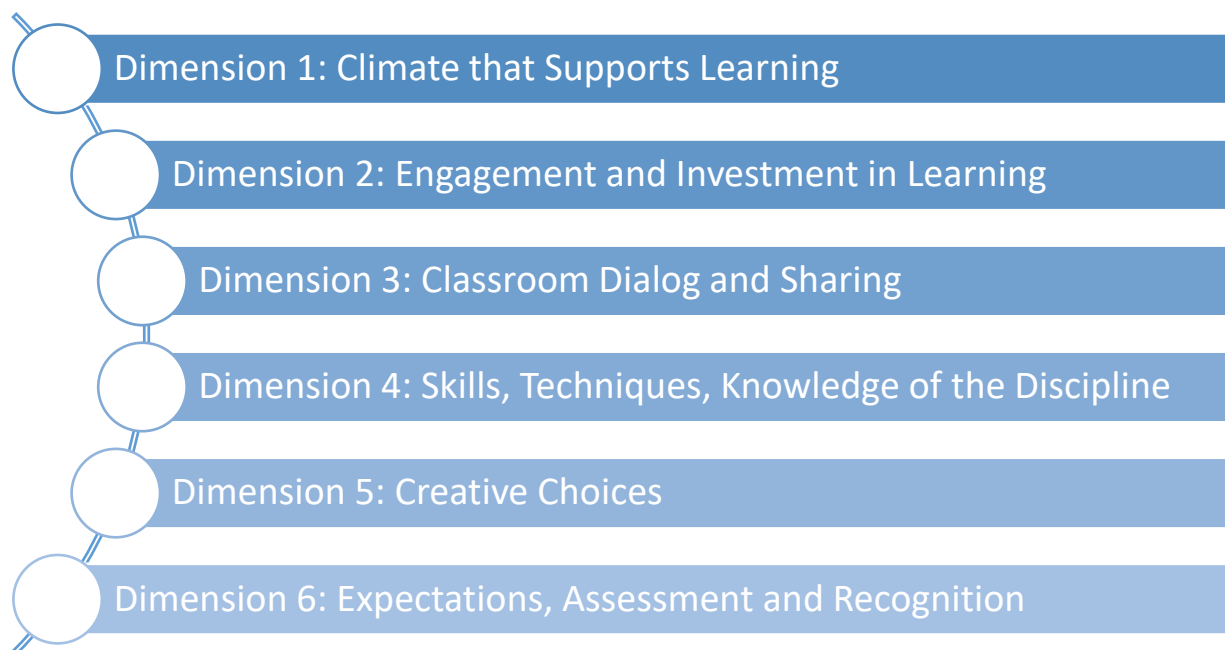 Dimension 1: Climate that Supports Learning
Dimension 2: Engagement and Investment in Learning
Dimension 3: Classroom Dialog and Sharing
Dimension 4: Skills, Techniques, Knowledge of the Discipline
Dimension 5: Creative Choices
Dimension 6: Expectations, Assessment and Recognition